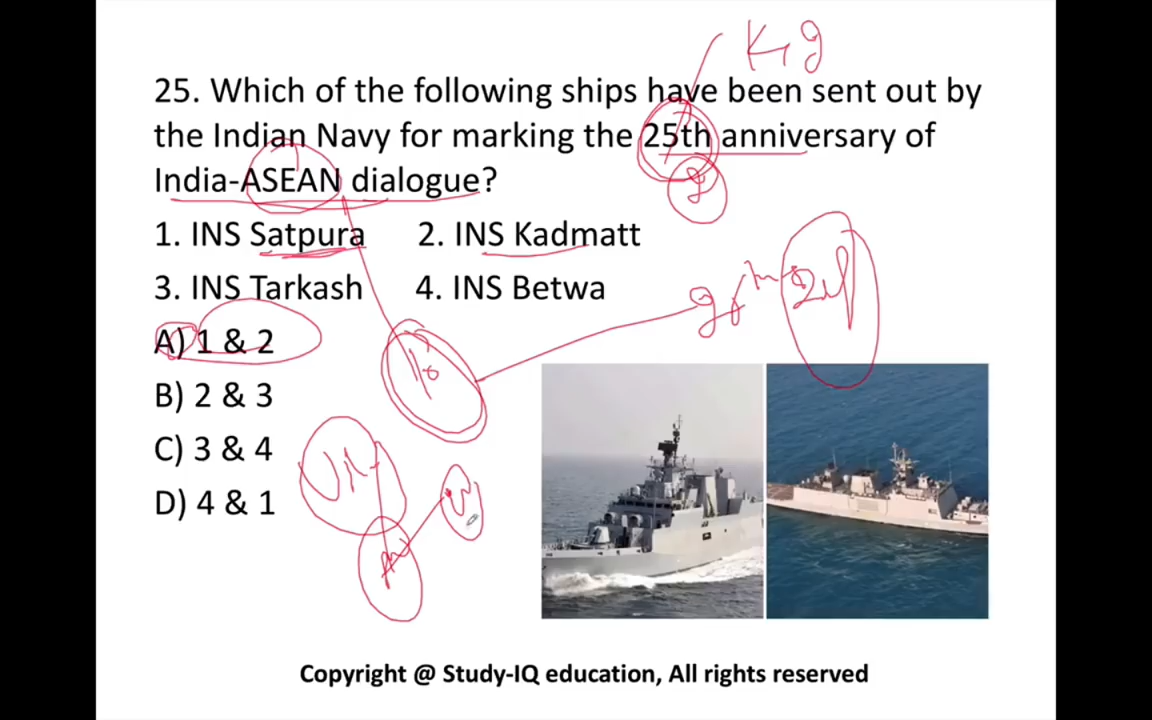 25. Which of the following ships have been sent out by
the Indian Navy for marking the 25th anniversary of
India-ASEAN dialogue?
1. INS Satpura 2. INS Kadmatt
3. INS Tarkash 4. INS Betwa
A) 1 & 2
B) 2 & 3
C) 3 & 4
D) 4 & 1
Copyright @ Study-IQ education, All rights reserved